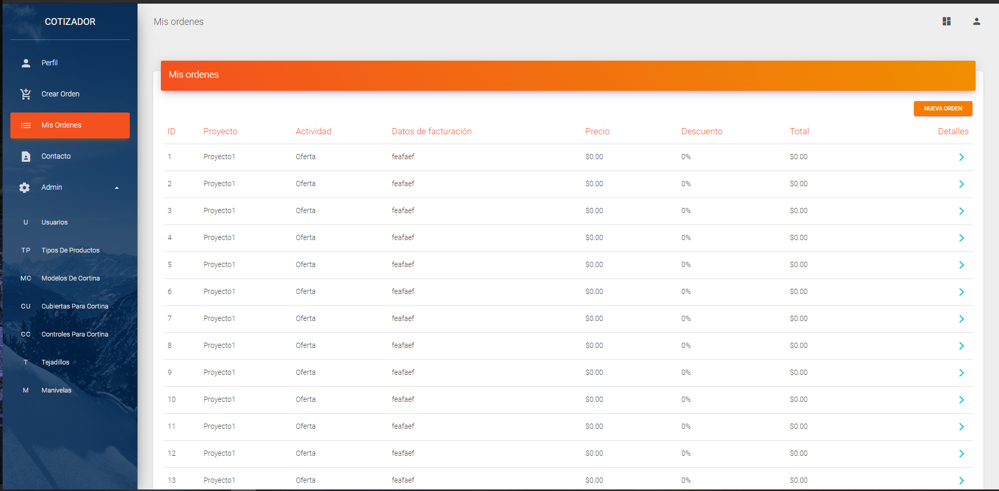 COTIZADOR
Perfil
Crear Orden
Mis Ordenes
Contacto
Admin
U Usuarios
TP Tipos De Productos
MC Modelos De Cortina
CU Cubiertas Para Cortina
CC Controles Para Cortina
T Tejadillos
M Manivelas
Mis ordenes
Mis ordenes
NUEVA ORDEN
ID Proyecto Actividad Datos de facturación Precio Descuento Total Detalles
1 Proyecto1 Oferta feafaef $0.00 0% $0.00
2 Proyecto1 Oferta feafaef $0.00 0% $0.00
3 Proyecto1 Oferta feafaef $0.00 0% $0.00
4 Proyecto1 Oferta feafaef $0.00 0% $0.00
5 Proyecto1 Oferta feafaef $0.00 0% $0.00
6 Proyecto1 Oferta feafaef $0.00 0% $0.00
7 Proyecto1 Oferta feafaef $0.00 0% $0.00
8 Proyecto1 Oferta feafaef $0.00 0% $0.00
9 Proyecto1 Oferta feafaef $0.00 0% $0.00
10 Proyecto1 Oferta feafaef $0.00 0% $0.00
11 Proyecto1 Oferta feafaef $0.00 0% $0.00
12 Proyecto1 Oferta feafaef $0.00 0% $0.00
13 Proyecto1 Oferta feafaef $0.00 0% $0.00